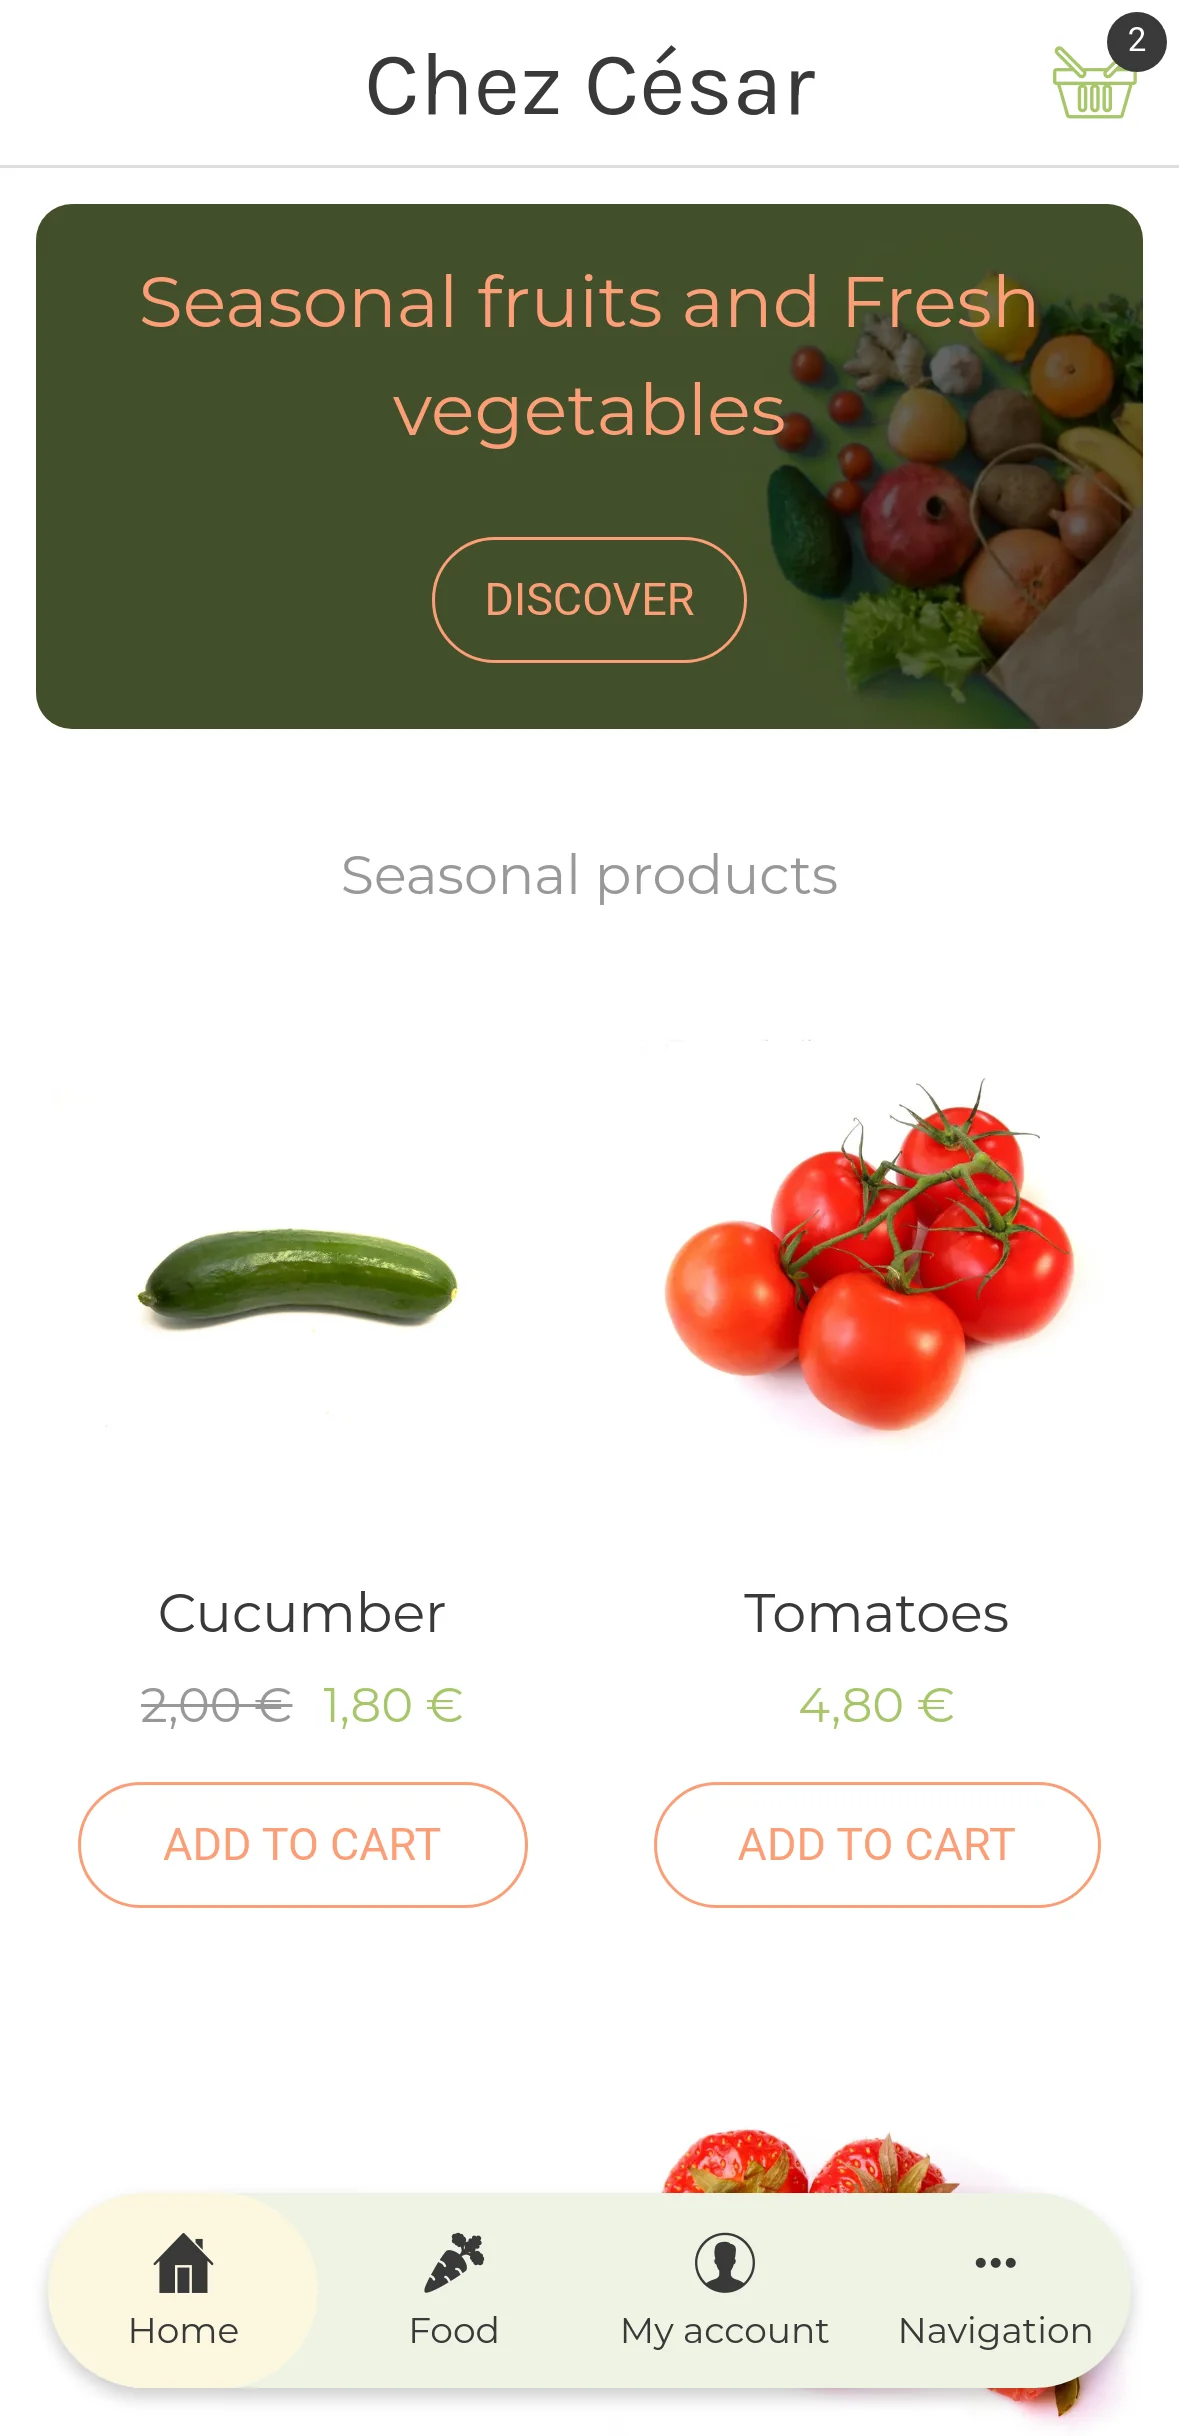 Chez César
2
Seasonal fruits and Fresh
vegetables
DISCOVER
Seasonal products
Cucumber
2,00 € 1,80 €
ADD TO CART
Tomatoes
4,80 €
ADD TO CART
Home
Food
My account
Navigation